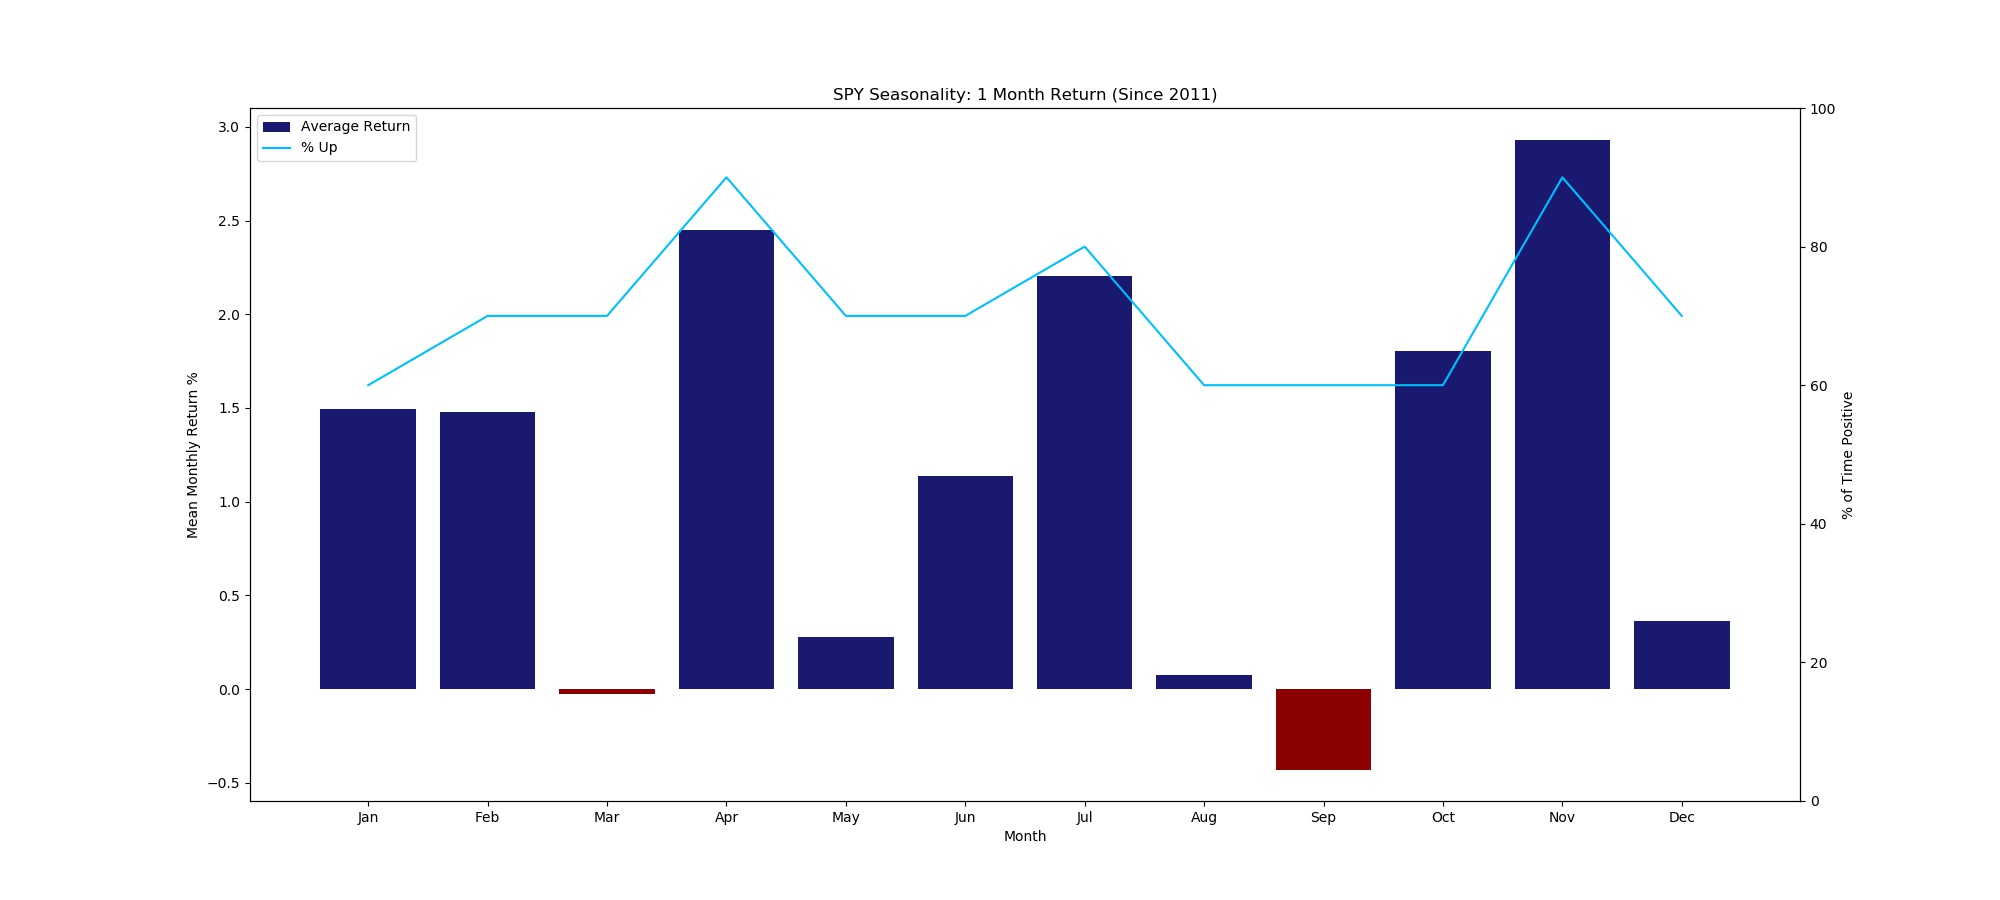 SPY Seasonality: 1 Month Return (Since 2011)
Average Return
% Up
3.0
2.5
2.0
1.5
1.0
0.5
0.0
−0.5
Mean Monthly Return %
100
80
60
40
20
0
% of Time Positive
Jan Feb Mar Apr May Jun Jul Aug Sep Oct Nov Dec
Month